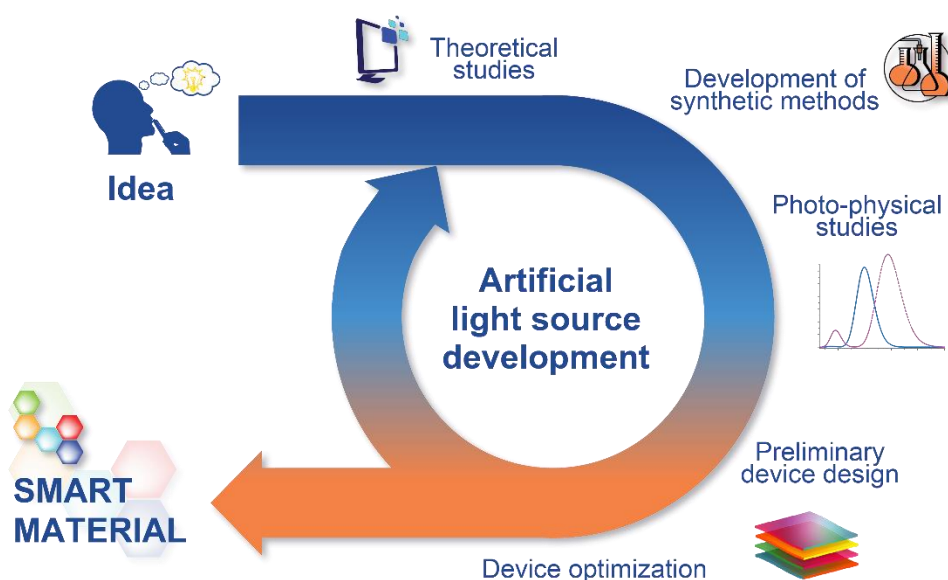 Theoretical
studies
Development of
synthetic methods
Idea
Photo-physical
studies
Artificial
light source
development
Preliminary
device design
SMART
MATERIAL
Device optimization